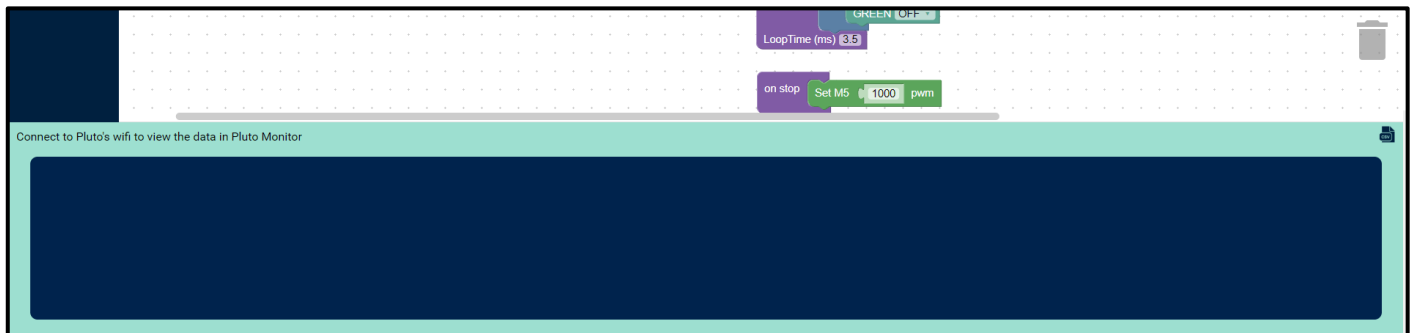 GREEN OFF
LoopTime (ms) 3.5
on stop Set M5 1000 pwm
Connect to Pluto's wifi to view the data in Pluto Monitor